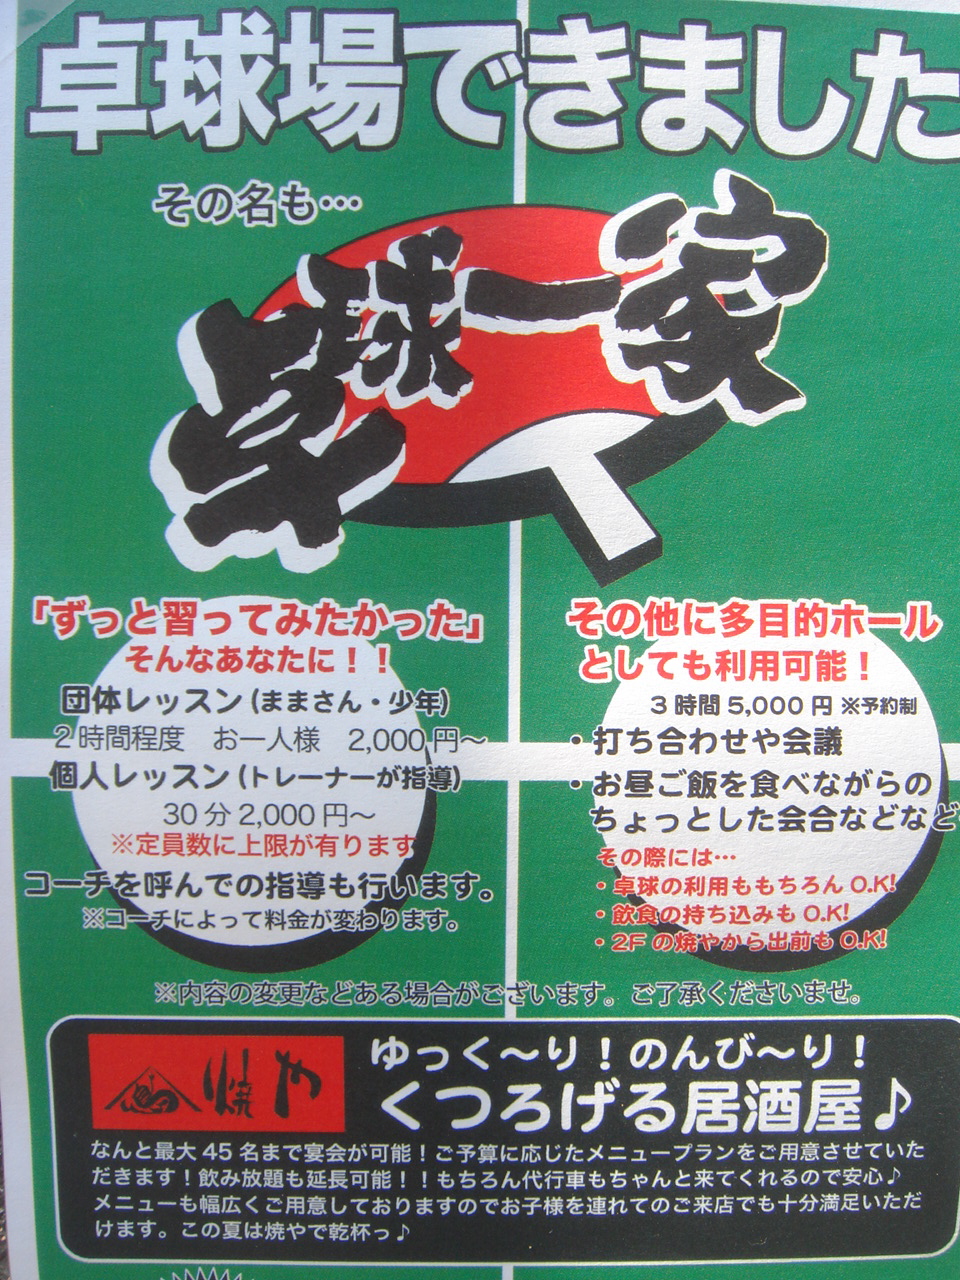 卓球場できました
その名も…
卓球一家
「ずっと習ってみたかった」
そんなあなたに！！
団体レッスン(ままさん・少年)
2時間程度　お一人様　2,000円〜
個人レッスン(トレーナーが指導)
30分2,000円〜
※定員数に上限が有ります
コーチを呼んでの指導も行います。
※コーチによって料金が変わります。
その他に多目的ホール
としても利用可能！
3時間5,000円 ※予約制
・打ち合わせや会議
・お昼ご飯を食べながらの
ちょっとした会合などなど
その際には…
・卓球の利用ももちろんO.K!
・飲食の持ち込みもO.K!
・2Fの焼やから出前もO.K!
※内容の変更などある場合がございます。ご了承くださいませ。
焼や
ゆっく〜り！のんび〜り！
くつろげる居酒屋♪
なんと最大45名まで宴会が可能！ご予算に応じたメニュープランをご用意させていた
だきます！飲み放題も延長可能！！もちろん代行車もちゃんと来てくれるので安心♪
メニューも幅広くご用意しておりますのでお子様を連れてのご来店でも十分満足いただ
けます。この夏は焼やで乾杯っ♪